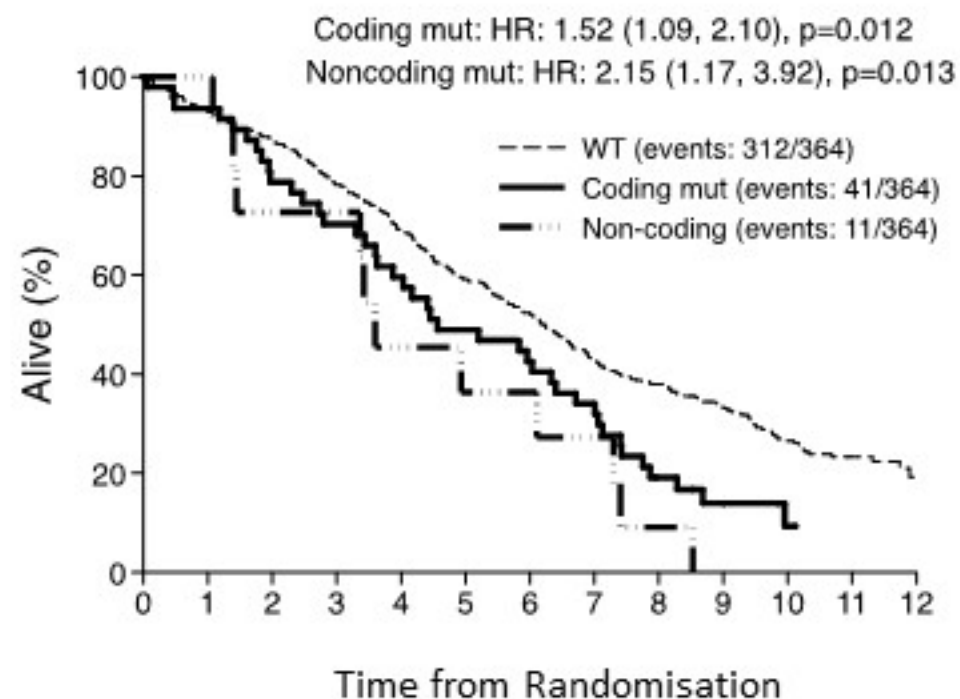 Coding mut: HR: 1.52 (1.09, 2.10), p=0.012
Noncoding mut: HR: 2.15 (1.17, 3.92), p=0.013
WT (events: 312/364)
Coding mut (events: 41/364)
Non-coding (events: 11/364)
Alive (%)
100
80
60
40
20
0
0 1 2 3 4 5 6 7 8 9 10 11 12
Time from Randomisation